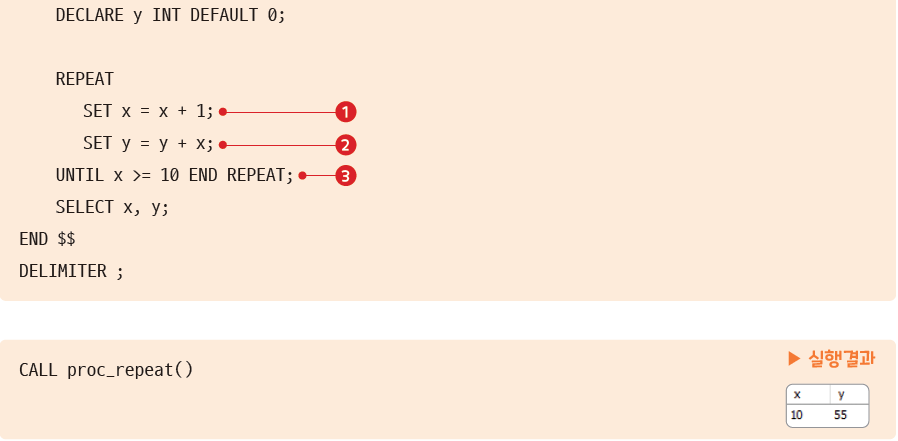 DECLARE y INT DEFAULT 0;
REPEAT
SET x = x + 1; 1
SET y = y + x; 2
UNTIL x >= 10 END REPEAT; 3
SELECT x, y;
END $$
DELIMITER ;
CALL proc_repeat()
▶ 실행결과
x y
10 55